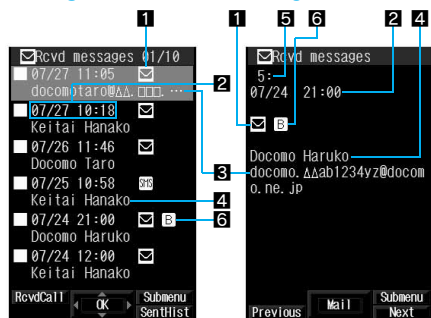 1
Rcvd messages 01/10
07/27 11:05
docomotaro@△△.□□□. …
2
07/27 10:18
Keitai Hanako
3
07/26 11:46
Docomo Taro
07/25 10:58 SMS
Keitai Hanako
4
07/24 21:00 B
6
Docomo Haruko
07/24 12:00
Keitai Hanako
RcvdCall OK Submenu
SentHist
1 5 6 2 4
Rcvd messages
5:
07/24 21:00
B
Docomo Haruko
docomo.△△ab1234yz@docom
o.ne.jp
Previous Mail Submenu
Next